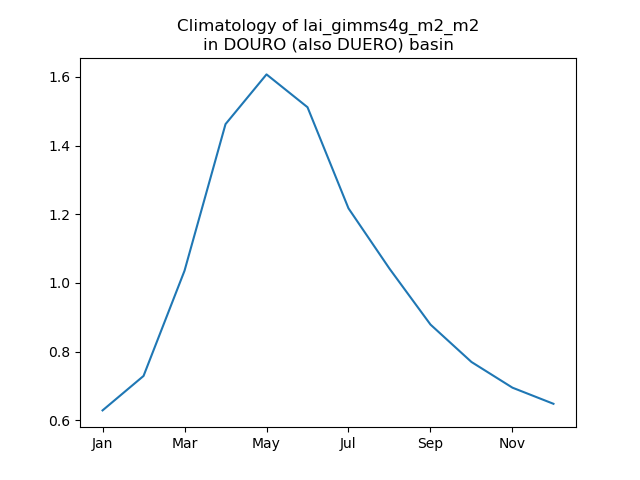 Climatology of lai_gimms4g_m2_m2
in DOURO (also DUERO) basin
1.6
1.4
1.2
1.0
0.8
0.6
Jan Mar May Jul Sep Nov